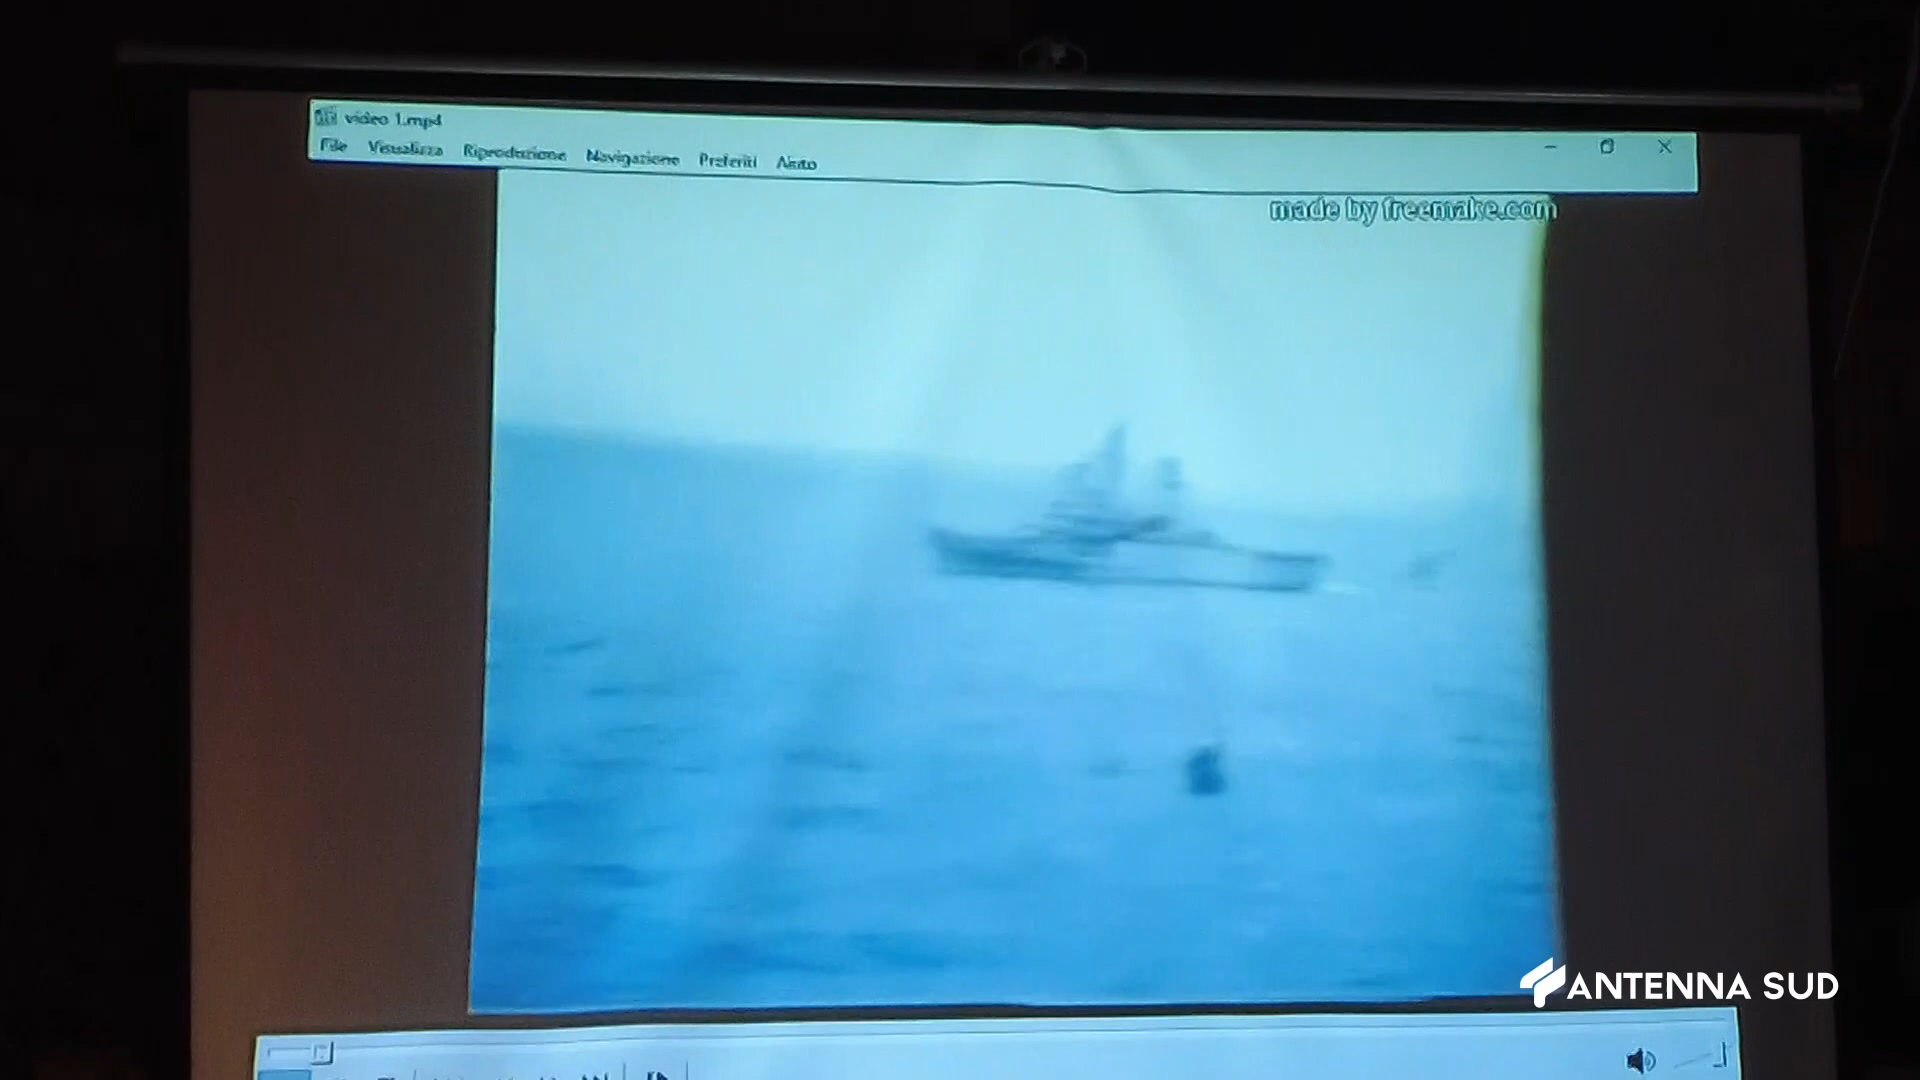 video 1.mp4
File Visualizza Riproduzione Navigazione Preferiti Aiuto
made by freemake.com
ANTENNA SUD